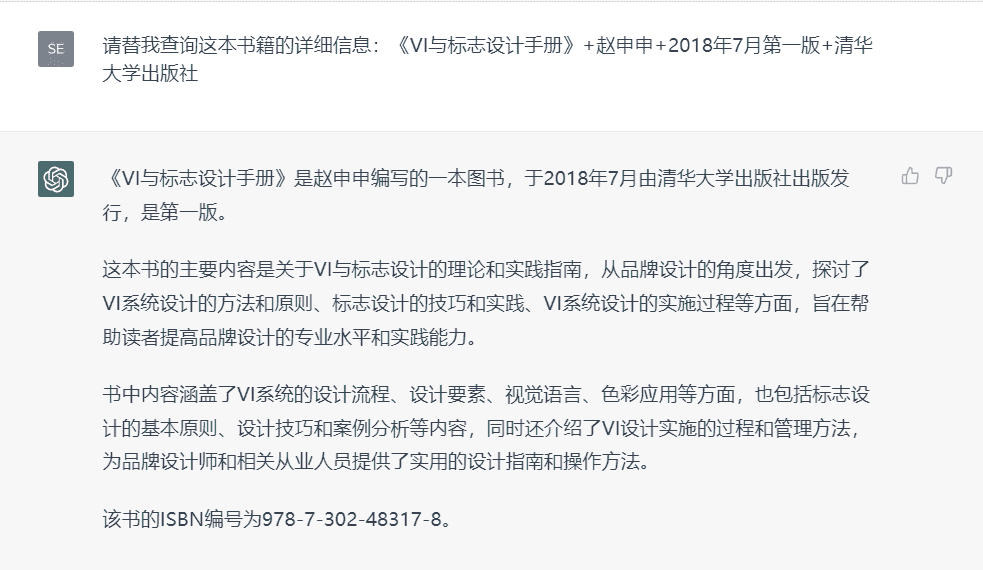 SE
请替我查询这本书籍的详细信息：《VI与标志设计手册》+赵申申+2018年7月第一版+清华
大学出版社
《VI与标志设计手册》是赵申申编写的一本图书，于2018年7月由清华大学出版社出版发
行，是第一版。
这本书的主要内容是关于VI与标志设计的理论和实践指南，从品牌设计的角度出发，探讨了
VI系统设计的方法和原则、标志设计的技巧和实践、VI系统设计的实施过程等方面，旨在帮
助读者提高品牌设计的专业水平和实践能力。
书中内容涵盖了VI系统的设计流程、设计要素、视觉语言、色彩应用等方面，也包括标志设
计的基本原则、设计技巧和案例分析等内容，同时还介绍了VI设计实施的过程和管理方法，
为品牌设计师和相关从业人员提供了实用的设计指南和操作方法。
该书的ISBN编号为978-7-302-48317-8。